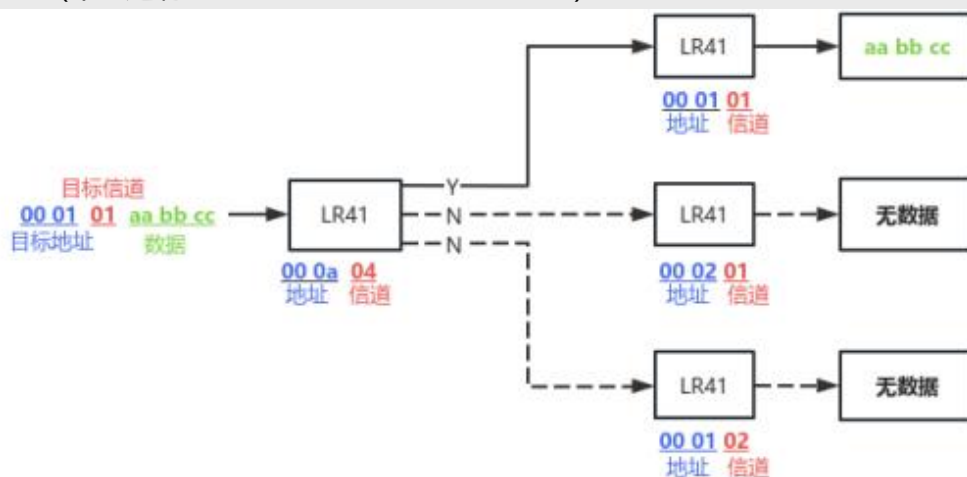 LR41
aa bb cc
00 01 01
地址 信道
目标信道
00 01 01 aa bb cc
目标地址 数据
LR41
00 0a 04
地址 信道
Y
N
N
LR41
无数据
00 02 01
地址 信道
LR41
无数据
00 01 02
地址 信道